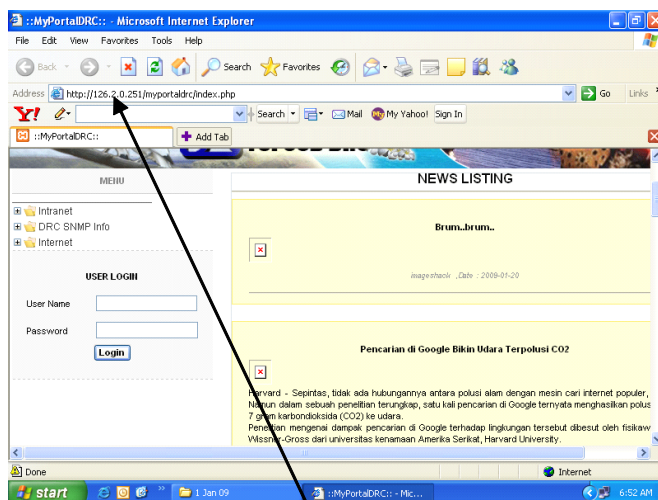 ::MyPortalDRC:: - Microsoft Internet Explorer
File Edit View Favorites Tools Help
Back Search Favorites
Address http://126.2.0.251/myportaldrc/index.php Go Links
Y! Search Mail My Yahoo! Sign In
::MyPortalDRC:: Add Tab
MENU
Intranet
DRC SNMP Info
Internet
USER LOGIN
User Name
Password
Login
NEWS LISTING
Brum..brum..
imageshack ,Date : 2009-01-20
Pencarian di Google Bikin Udara Terpolusi CO2
Harvard - Sepintas, tidak ada hubungannya antara polusi alam dengan mesin cari internet populer,
Namun dalam sebuah penelitian terungkap, satu kali pencarian di Google ternyata menghasilkan polus
7 gram karbondioksida (CO2) ke udara.
Penelitian mengenai dampak pencarian di Google terhadap lingkungan tersebut dibesut oleh fisikaw
Wissner-Gross dari universitas kenamaan Amerika Serikat, Harvard University.
Done Internet
start 1 Jan 09 ::MyPortalDRC:: - Mic... 6:52 AM